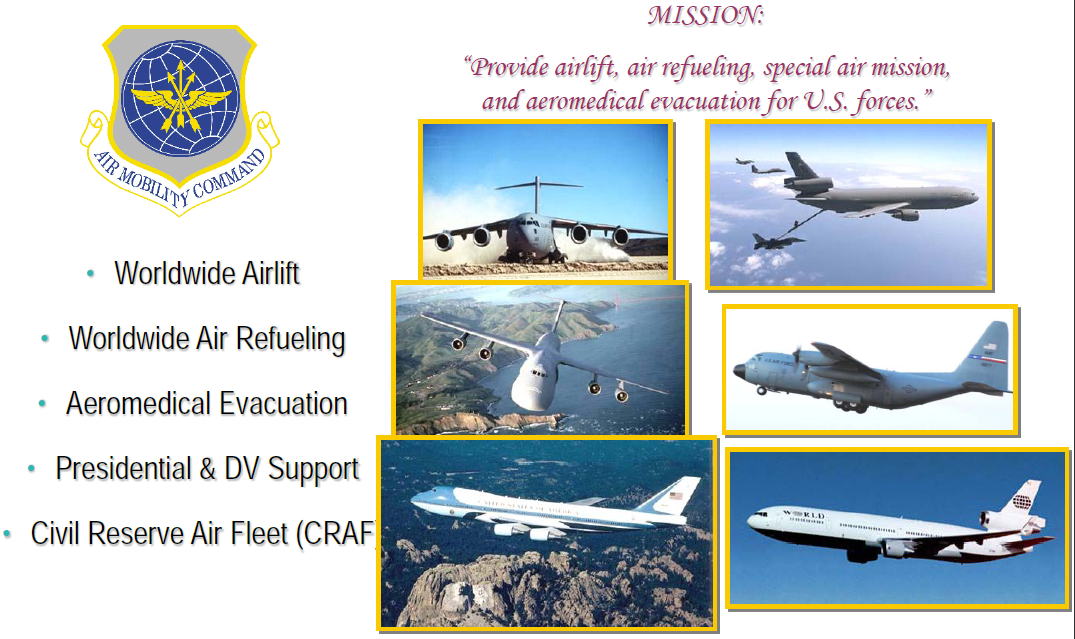 MISSION:
“Provide airlift, air refueling, special air mission,
and aeromedical evacuation for U.S. forces.”
AIR MOBILITY COMMAND
• Worldwide Airlift
• Worldwide Air Refueling
• Aeromedical Evacuation
• Presidential & DV Support
• Civil Reserve Air Fleet (CRAF)
UNITED STATES OF AMERICA
WORLD